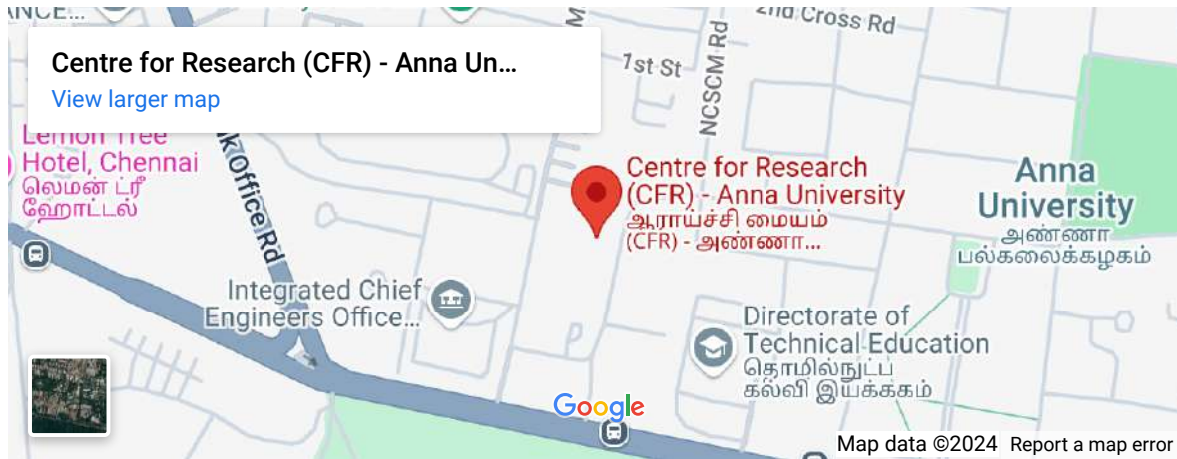 Centre for Research (CFR) - Anna Un...
View larger map
2nd Cross Rd
1st St
NCSCM Rd
Lemon Tree
Hotel, Chennai
லெமன் ட்ரீ
ஹோட்டல்
Office Rd
Centre for Research
(CFR) - Anna University
ஆராய்ச்சி மையம்
(CFR) - அண்ணா...
Anna
University
அண்ணா
பல்கலைக்கழகம்
Integrated Chief
Engineers Office...
Directorate of
Technical Education
தொழில்நுட்ப
கல்வி இயக்ககம்
Google
Map data ©2024
Report a map error